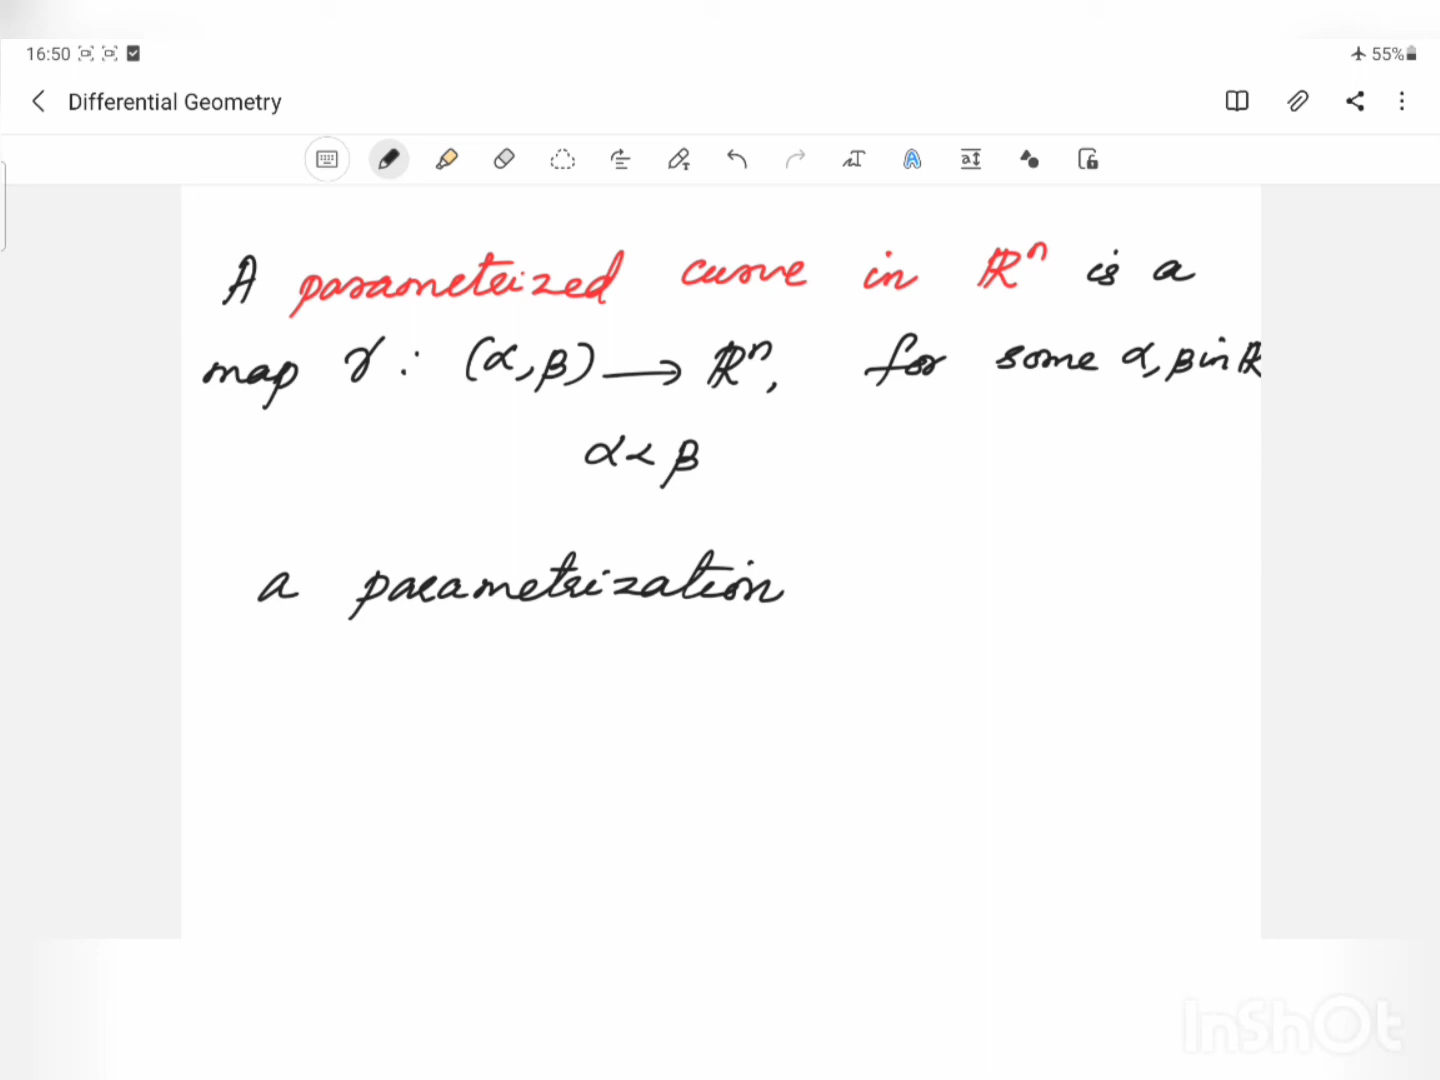 16:50
55%
Differential Geometry
A parameterized curve in ℝⁿ is a
map γ : (α, β) ⟶ ℝⁿ, for some α, β in ℝ
α < β
a parametrization
InShOt